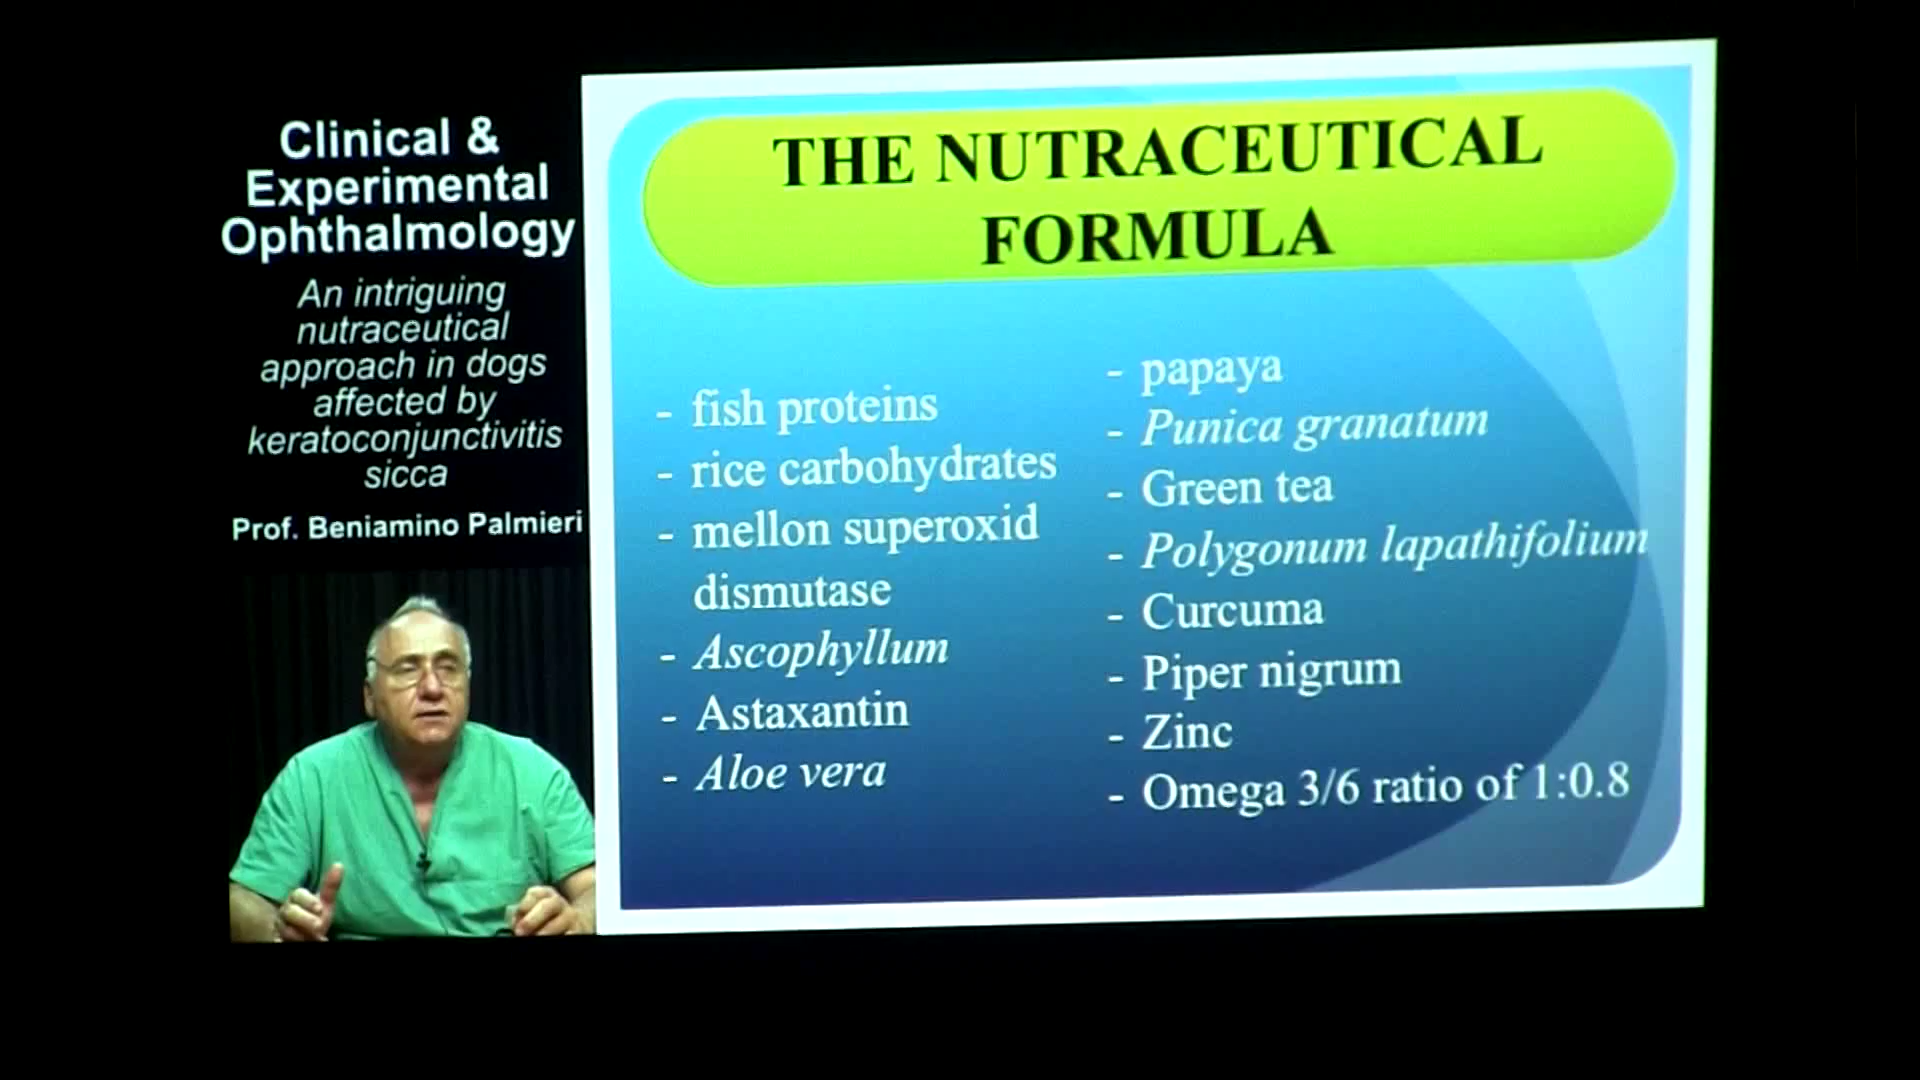 Clinical &
Experimental
Ophthalmology
An intriguing
nutraceutical
approach in dogs
affected by
keratoconjunctivitis
sicca
Prof. Beniamino Palmieri
THE NUTRACEUTICAL
FORMULA
- fish proteins
- rice carbohydrates
- mellon superoxid
dismutase
- Ascophyllum
- Astaxantin
- Aloe vera
- papaya
- Punica granatum
- Green tea
- Polygonum lapathifolium
- Curcuma
- Piper nigrum
- Zinc
- Omega 3/6 ratio of 1:0.8